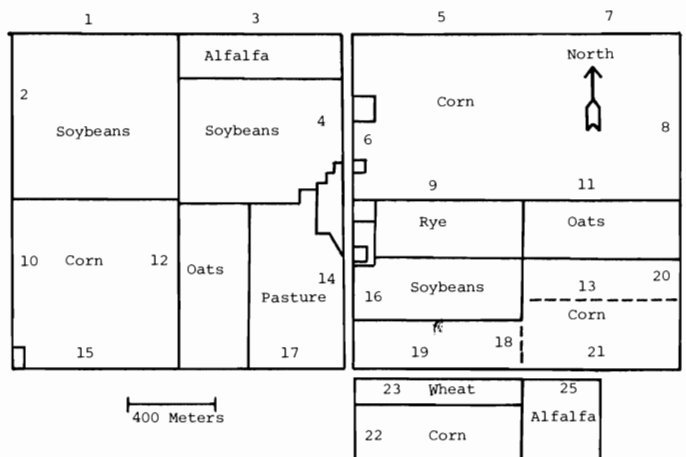 1 3 5 7
Alfalfa North
2 Corn
4 8
Soybeans Soybeans
6
9 11
Rye Oats
10 Corn 12 Oats
14 13 20
16 Soybeans
Pasture
Corn
18
15 17 19 21
23 Wheat 25
400 Meters Alfalfa
22 Corn